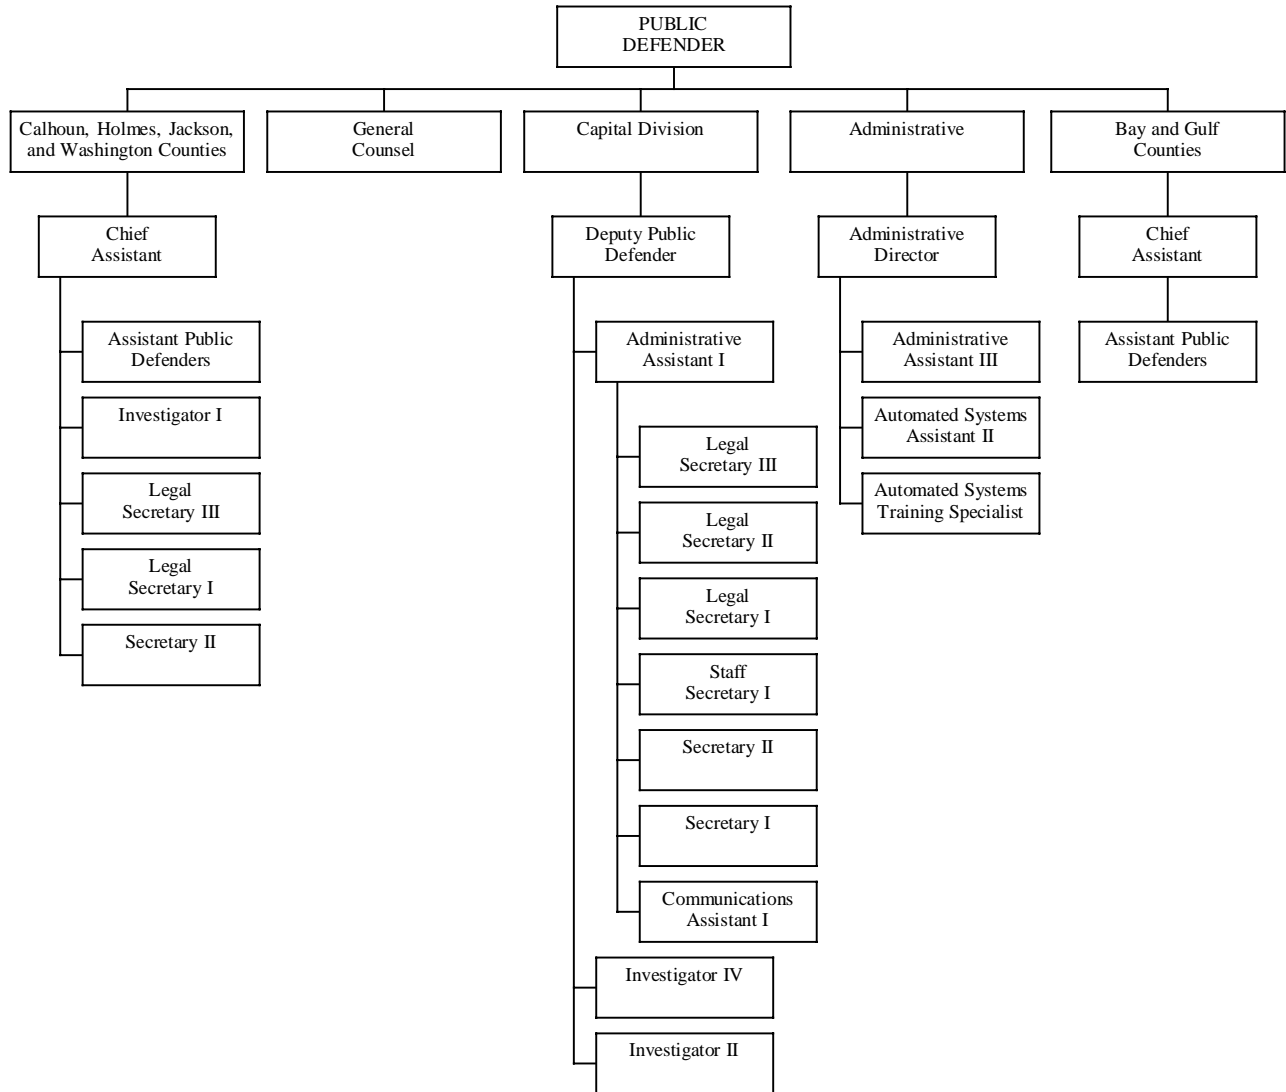 PUBLIC
DEFENDER
Calhoun, Holmes, Jackson,
and Washington Counties
General
Counsel
Capital Division
Administrative
Bay and Gulf
Counties
Chief
Assistant
Deputy Public
Defender
Administrative
Director
Chief
Assistant
Assistant Public
Defenders
Administrative
Assistant I
Administrative
Assistant III
Assistant Public
Defenders
Investigator I
Automated Systems
Assistant II
Legal
Secretary III
Legal
Secretary III
Automated Systems
Training Specialist
Legal
Secretary II
Legal
Secretary I
Legal
Secretary I
Secretary II
Staff
Secretary I
Secretary II
Secretary I
Communications
Assistant I
Investigator IV
Investigator II